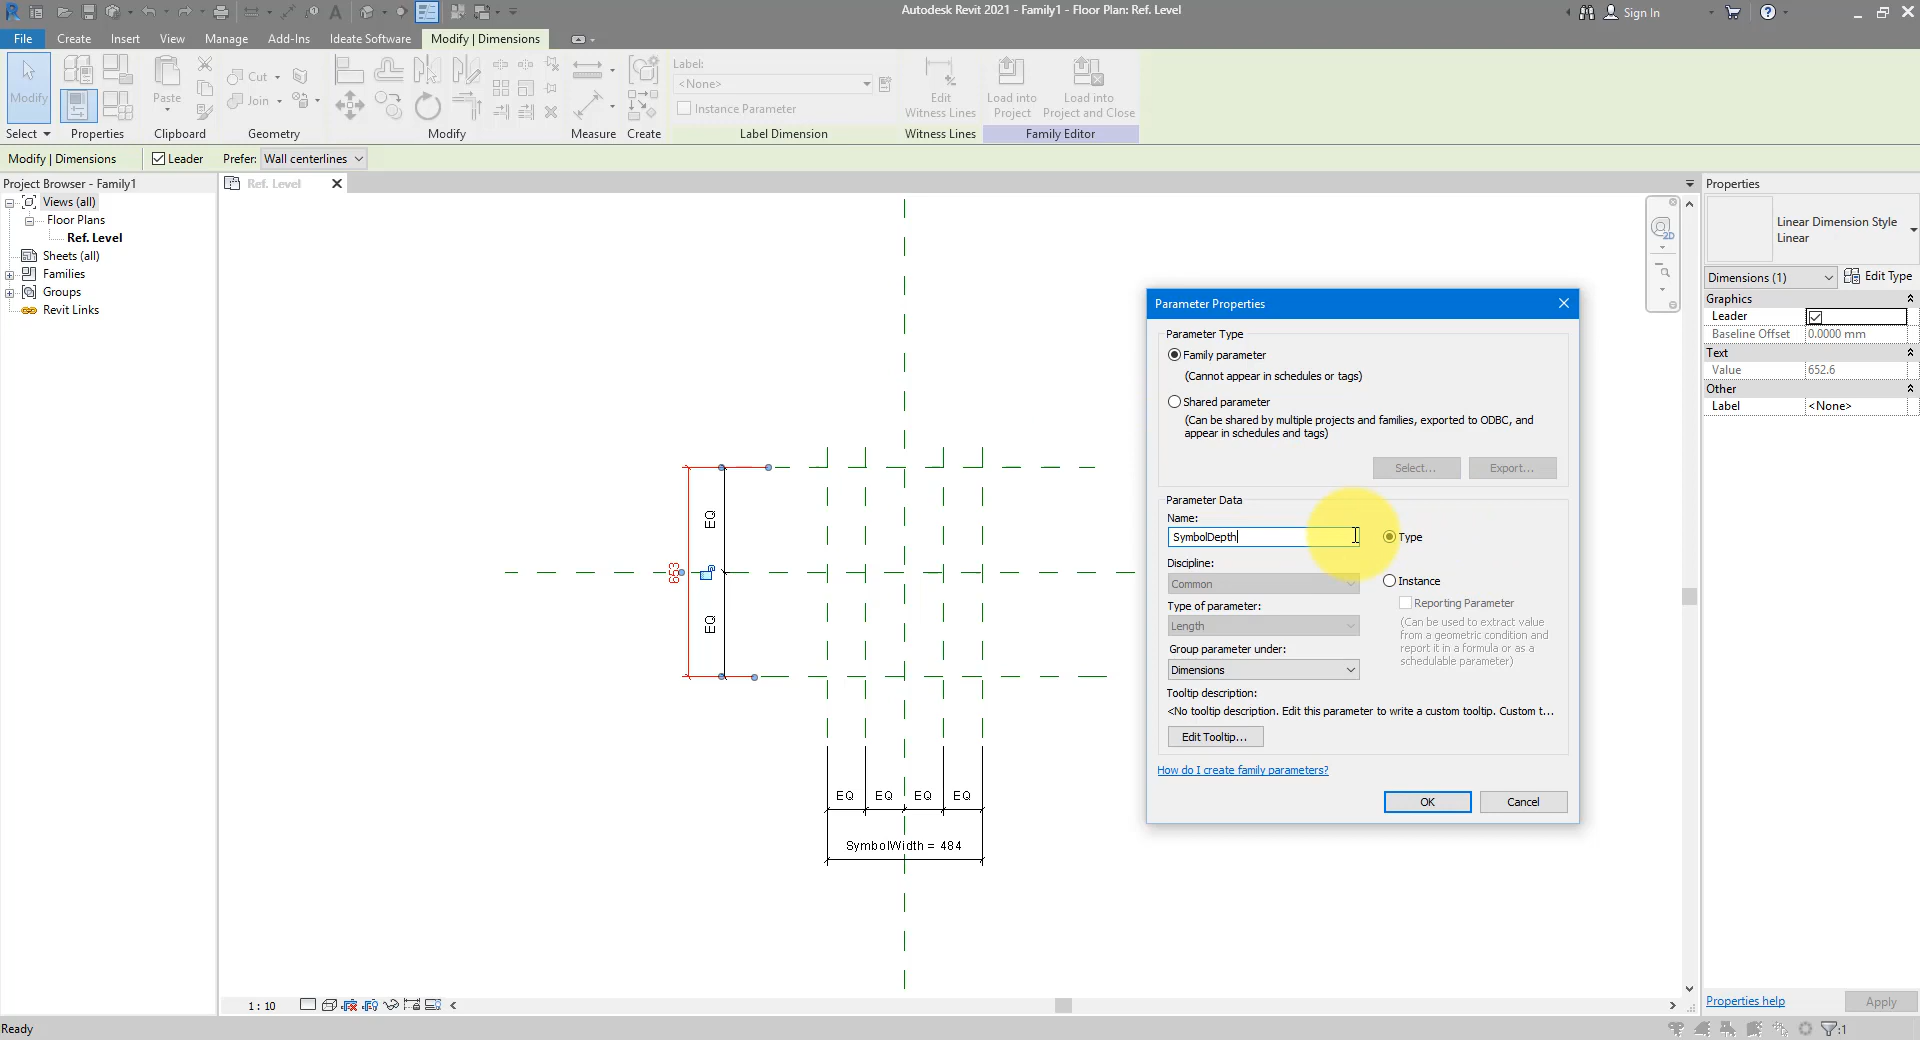 Autodesk Revit 2021 - Family1 - Floor Plan: Ref. Level
Sign In
File
Create
Insert
View
Manage
Add-Ins
Ideate Software
Modify | Dimensions
Modify
Select
Properties
Paste
Clipboard
Cut
Join
Geometry
Modify
Measure
Create
Label:
<None>
Instance Parameter
Label Dimension
Edit
Witness Lines
Witness Lines
Load into
Project
Load into
Project and Close
Family Editor
Modify | Dimensions
Leader
Prefer:
Wall centerlines
Project Browser - Family1
Views (all)
Floor Plans
Ref. Level
Sheets (all)
Families
Groups
Revit Links
Ref. Level
2D
653
EQ
EQ
EQ
EQ
EQ
EQ
SymbolWidth = 484
Parameter Properties
Parameter Type
Family parameter
(Cannot appear in schedules or tags)
Shared parameter
(Can be shared by multiple projects and families, exported to ODBC, and
appear in schedules and tags)
Select...
Export...
Parameter Data
Name:
SymbolDepth
Type
Discipline:
Common
Instance
Reporting Parameter
Type of parameter:
Length
(Can be used to extract value
from a geometric condition and
report it in a formula or as a
schedulable parameter)
Group parameter under:
Dimensions
Tooltip description:
<No tooltip description. Edit this parameter to write a custom tooltip. Custom t...
Edit Tooltip...
How do I create family parameters?
OK
Cancel
Properties
Linear Dimension Style
Linear
Dimensions (1)
Edit Type
Graphics
Leader
Baseline Offset
0.0000 mm
Text
Value
652.6
Other
Label
<None>
Properties help
Apply
1 : 10
Ready
:1